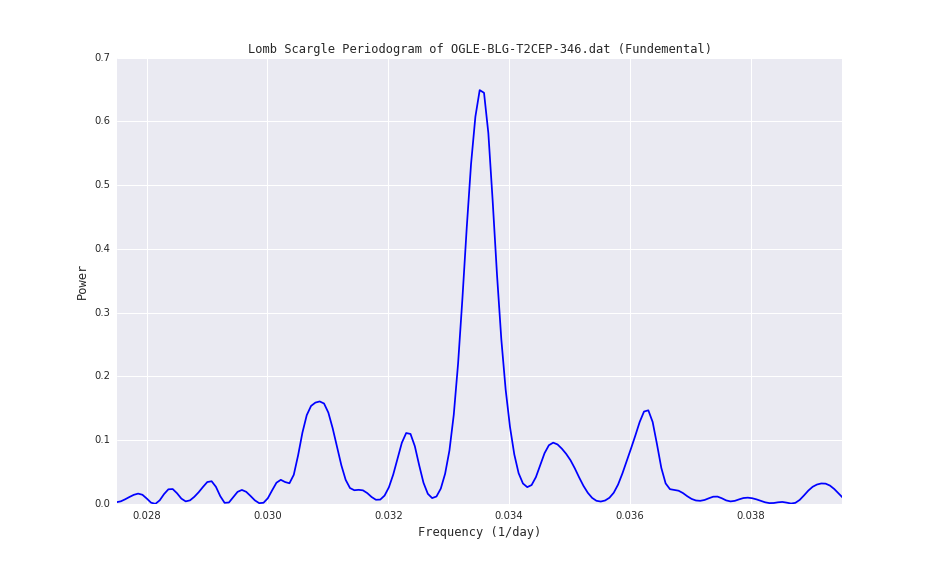 Lomb Scargle Periodogram of OGLE-BLG-T2CEP-346.dat (Fundemental)
0.7
0.6
0.5
0.4
0.3
0.2
0.1
0.0
Power
0.028 0.030 0.032 0.034 0.036 0.038
Frequency (1/day)